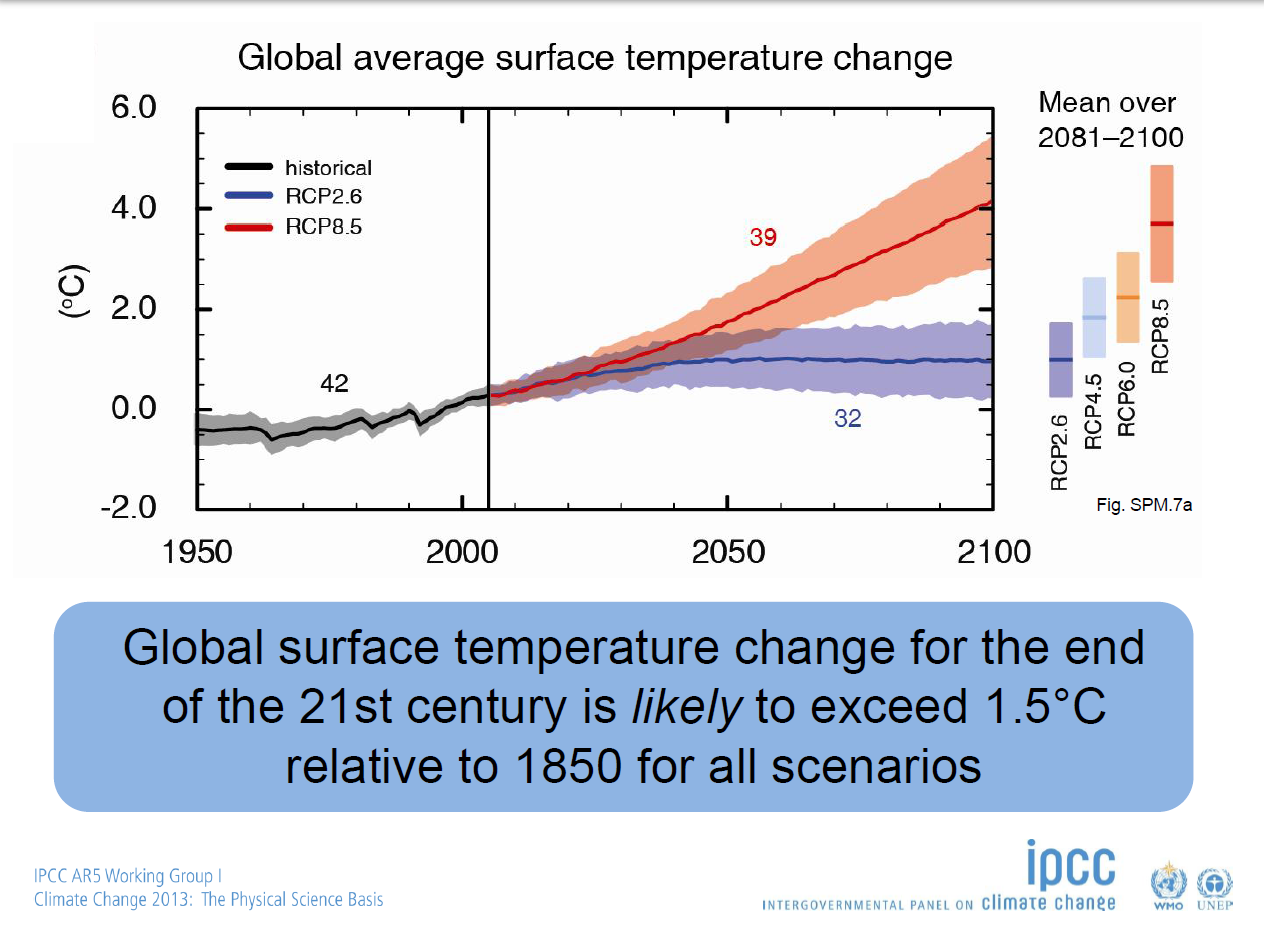 Global average surface temperature change
Mean over
2081–2100
6.0
4.0
2.0
0.0
-2.0
(°C)
historical
RCP2.6
RCP8.5
42
39
32
1950
2000
2050
2100
RCP2.6
RCP4.5
RCP6.0
RCP8.5
Fig. SPM.7a
Global surface temperature change for the end
of the 21st century is likely to exceed 1.5°C
relative to 1850 for all scenarios
IPCC AR5 Working Group I
Climate Change 2013: The Physical Science Basis
ipcc
INTERGOVERNMENTAL PANEL ON climate change
WMO
UNEP